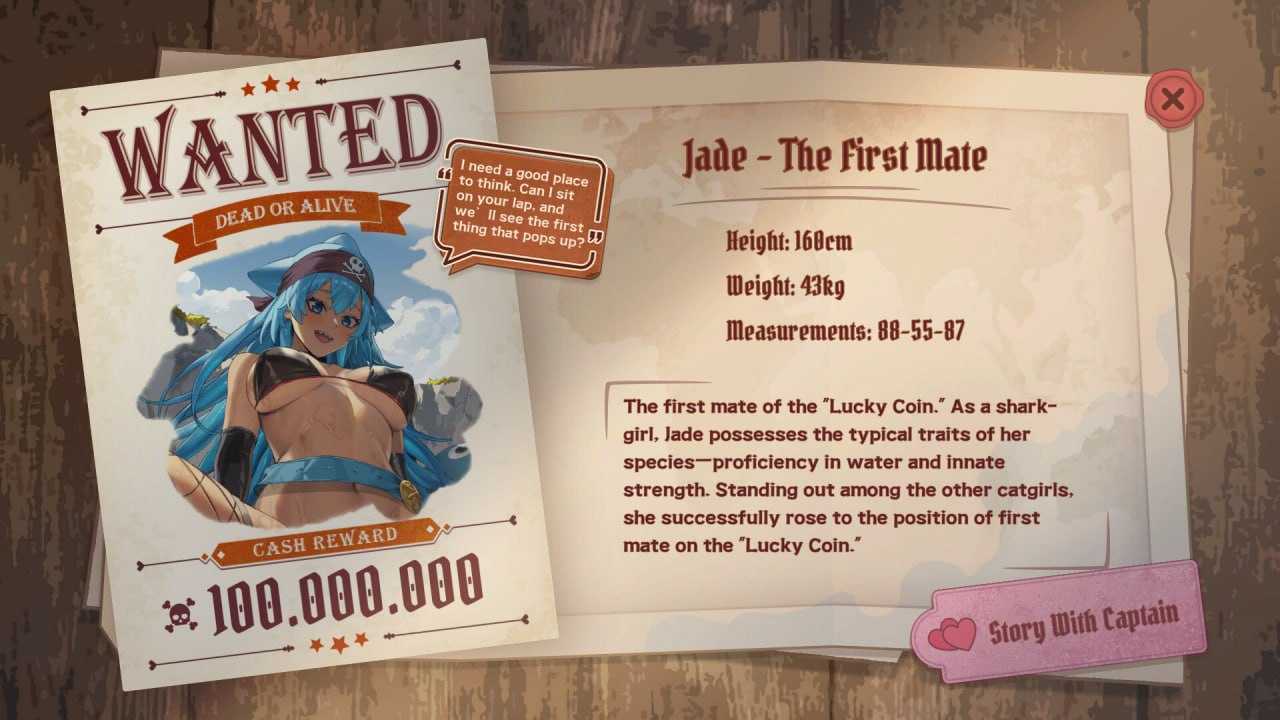 WANTED
DEAD OR ALIVE
“I need a good place
to think. Can I sit
on your lap, and
we’ ll see the first
thing that pops up?”
CASH REWARD
100.000.000
Jade - The First Mate
Height: 160cm
Weight: 43kg
Measurements: 88-55-87
The first mate of the "Lucky Coin." As a shark-
girl, Jade possesses the typical traits of her
species—proficiency in water and innate
strength. Standing out among the other catgirls,
she successfully rose to the position of first
mate on the "Lucky Coin."
Story With Captain